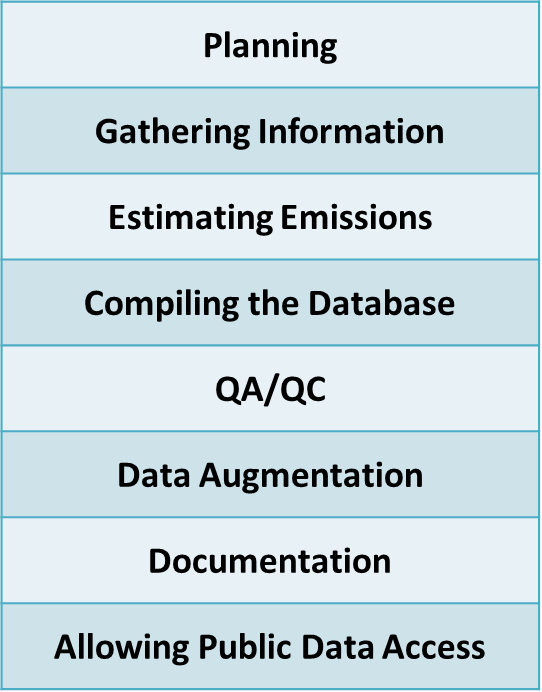 Planning
Gathering Information
Estimating Emissions
Compiling the Database
QA/QC
Data Augmentation
Documentation
Allowing Public Data Access